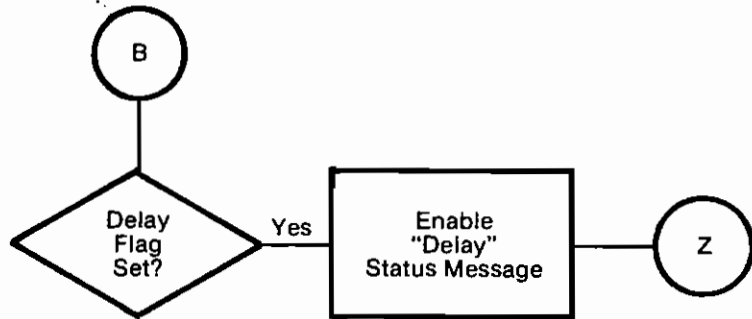 B
Delay
Flag
Set?
Yes
Enable
"Delay"
Status Message
Z